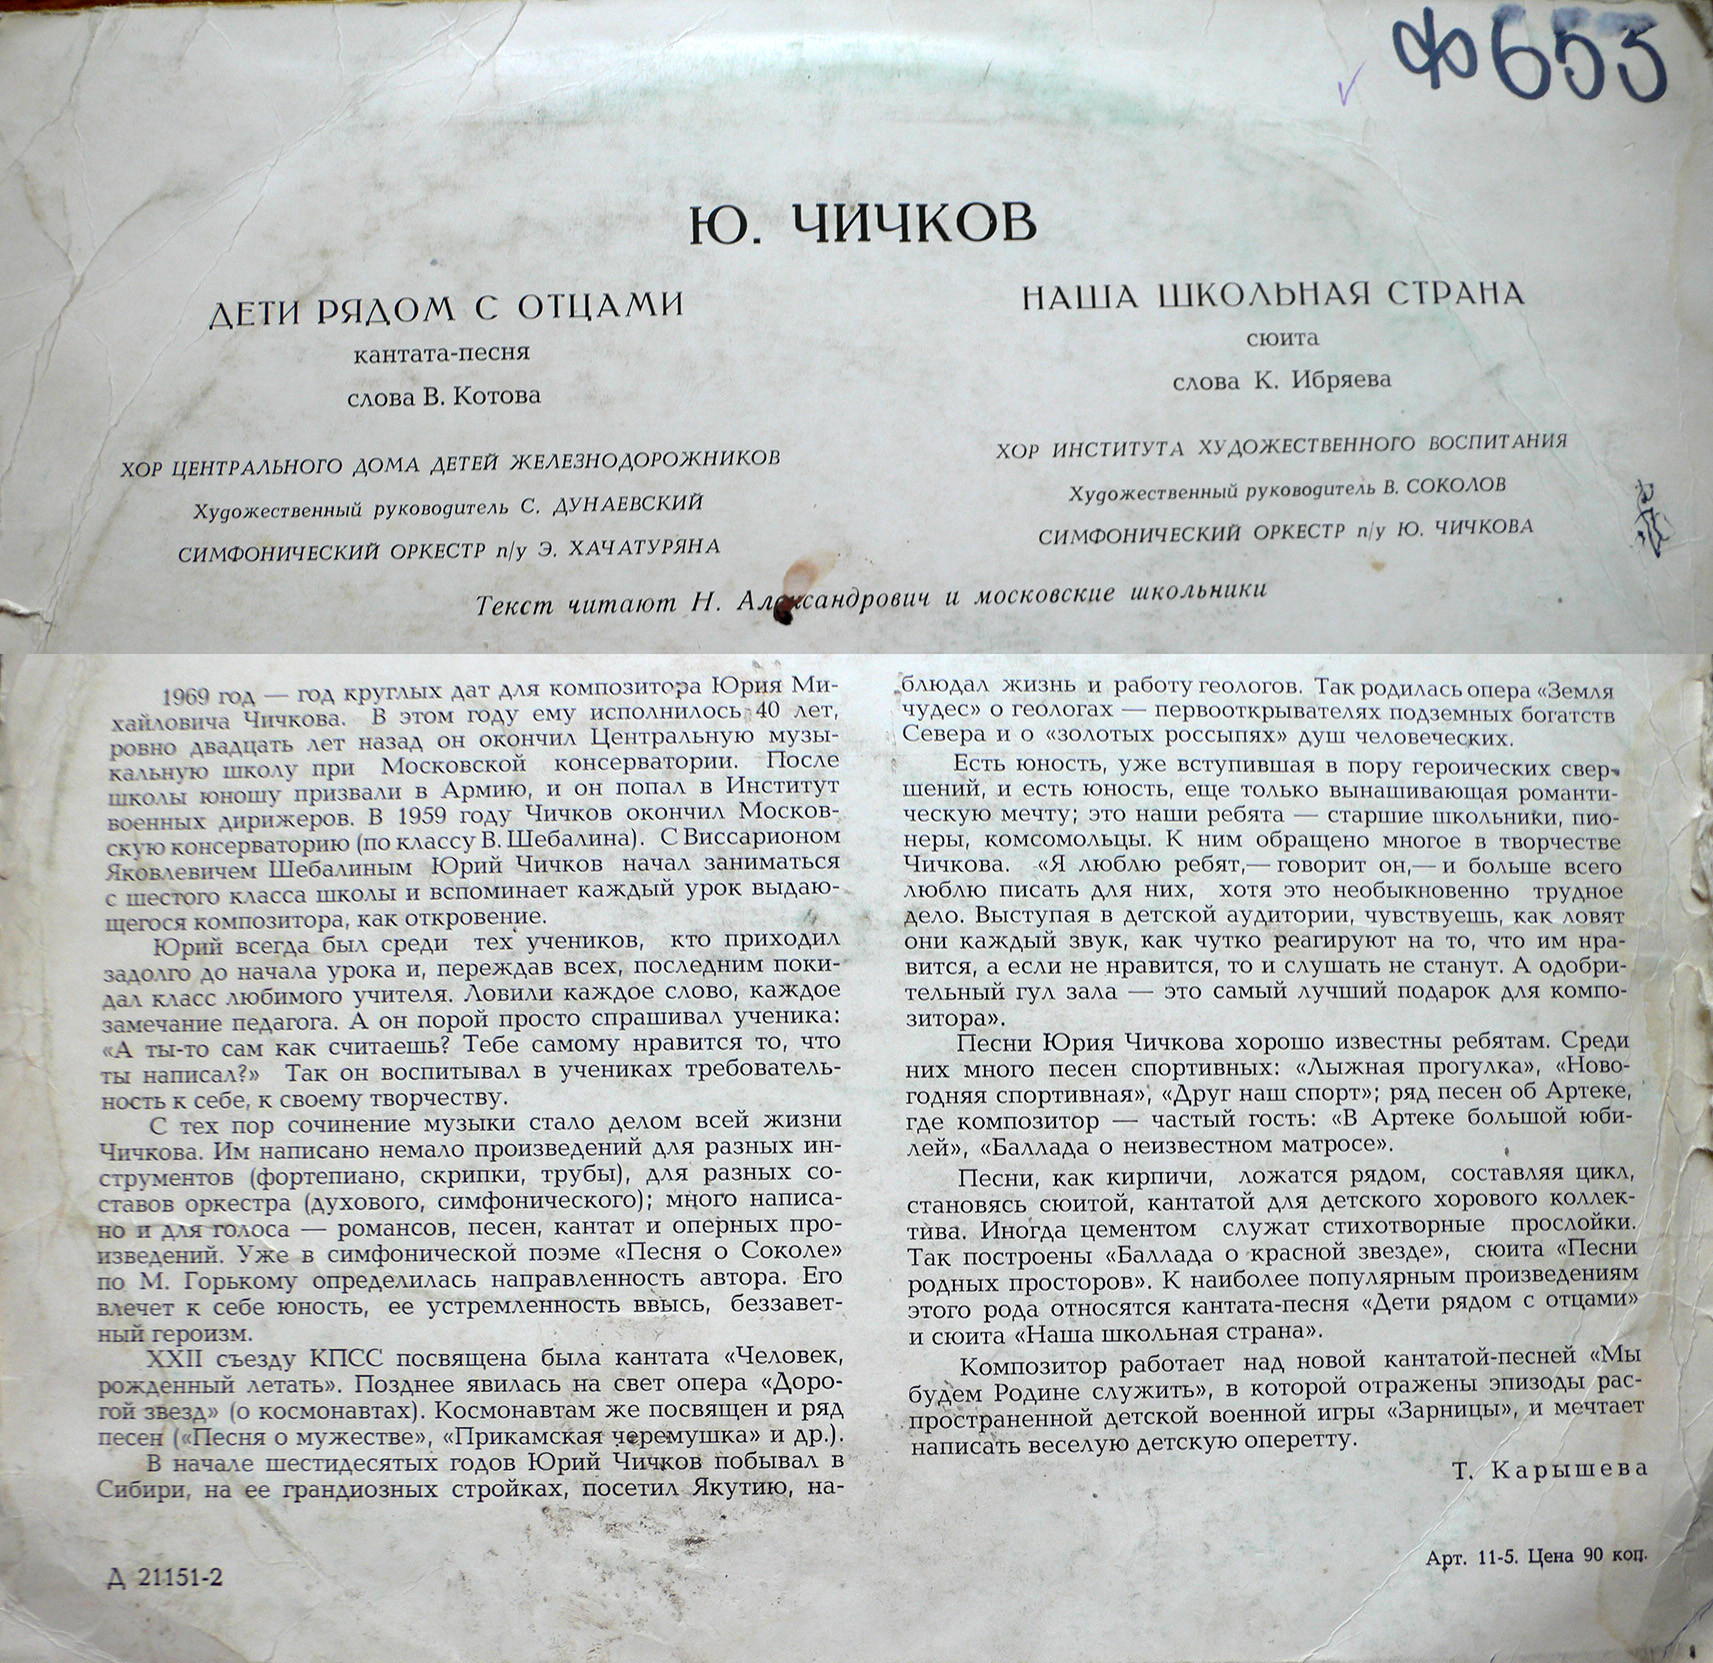 Ф653
Ю. ЧИЧКОВ
ДЕТИ РЯДОМ С ОТЦАМИ
кантата-песня
слова В. Котова
ХОР ЦЕНТРАЛЬНОГО ДОМА ДЕТЕЙ ЖЕЛЕЗНОДОРОЖНИКОВ
Художественный руководитель С. ДУНАЕВСКИЙ
СИМФОНИЧЕСКИЙ ОРКЕСТР п/у Э. ХАЧАТУРЯНА
НАША ШКОЛЬНАЯ СТРАНА
сюита
слова К. Ибряева
ХОР ИНСТИТУТА ХУДОЖЕСТВЕННОГО ВОСПИТАНИЯ
Художественный руководитель В. СОКОЛОВ
СИМФОНИЧЕСКИЙ ОРКЕСТР п/у Ю. ЧИЧКОВА
Текст читают Н. Александрович и московские школьники
1969 год — год круглых дат для композитора Юрия Ми-
хайловича Чичкова. В этом году ему исполнилось 40 лет,
ровно двадцать лет назад он окончил Центральную музы-
кальную школу при Московской консерватории. После
школы юношу призвали в Армию, и он попал в Институт
военных дирижеров. В 1959 году Чичков окончил Москов-
скую консерваторию (по классу В. Шебалина). С Виссарионом
Яковлевичем Шебалиным Юрий Чичков начал заниматься
с шестого класса школы и вспоминает каждый урок выдаю-
щегося композитора, как откровение.
Юрий всегда был среди тех учеников, кто приходил
задолго до начала урока и, переждав всех, последним поки-
дал класс любимого учителя. Ловили каждое слово, каждое
замечание педагога. А он порой просто спрашивал ученика:
«А ты-то сам как считаешь? Тебе самому нравится то, что
ты написал?» Так он воспитывал в учениках требователь-
ность к себе, к своему творчеству.
С тех пор сочинение музыки стало делом всей жизни
Чичкова. Им написано немало произведений для разных ин-
струментов (фортепиано, скрипки, трубы), для разных со-
ставов оркестра (духового, симфонического); много написа-
но и для голоса — романсов, песен, кантат и оперных про-
изведений. Уже в симфонической поэме «Песня о Соколе»
по М. Горькому определилась направленность автора. Его
влечет к себе юность, ее устремленность ввысь, беззавет-
ный героизм.
XXII съезду КПСС посвящена была кантата «Человек,
рожденный летать». Позднее явилась на свет опера «Доро-
гой звезд» (о космонавтах). Космонавтам же посвящен и ряд
песен («Песня о мужестве», «Прикамская черемушка» и др.).
В начале шестидесятых годов Юрий Чичков побывал в
Сибири, на ее грандиозных стройках, посетил Якутию, на-
блюдал жизнь и работу геологов. Так родилась опера «Земля
чудес» о геологах — первооткрывателях подземных богатств
Севера и о «золотых россыпях» душ человеческих.
Есть юность, уже вступившая в пору героических свер-
шений, и есть юность, еще только вынашивающая романти-
ческую мечту; это наши ребята — старшие школьники, пио-
неры, комсомольцы. К ним обращено многое в творчестве
Чичкова. «Я люблю ребят,— говорит он,— и больше всего
люблю писать для них, хотя это необыкновенно трудное
дело. Выступая в детской аудитории, чувствуешь, как ловят
они каждый звук, как чутко реагируют на то, что им нра-
вится, а если не нравится, то и слушать не станут. А одобри-
тельный гул зала — это самый лучший подарок для компо-
зитора».
Песни Юрия Чичкова хорошо известны ребятам. Среди
них много песен спортивных: «Лыжная прогулка», «Ново-
годняя спортивная», «Друг наш спорт»; ряд песен об Артеке,
где композитор — частый гость: «В Артеке большой юби-
лей», «Баллада о неизвестном матросе».
Песни, как кирпичи, ложатся рядом, составляя цикл,
становясь сюитой, кантатой для детского хорового коллек-
тива. Иногда цементом служат стихотворные прослойки.
Так построены «Баллада о красной звезде», сюита «Песни
родных просторов». К наиболее популярным произведениям
этого рода относятся кантата-песня «Дети рядом с отцами»
и сюита «Наша школьная страна».
Композитор работает над новой кантатой-песней «Мы
будем Родине служить», в которой отражены эпизоды рас-
пространенной детской военной игры «Зарницы», и мечтает
написать веселую детскую оперетту.
Т. Карышева
Д 21151-2
Арт. 11-5. Цена 90 коп.